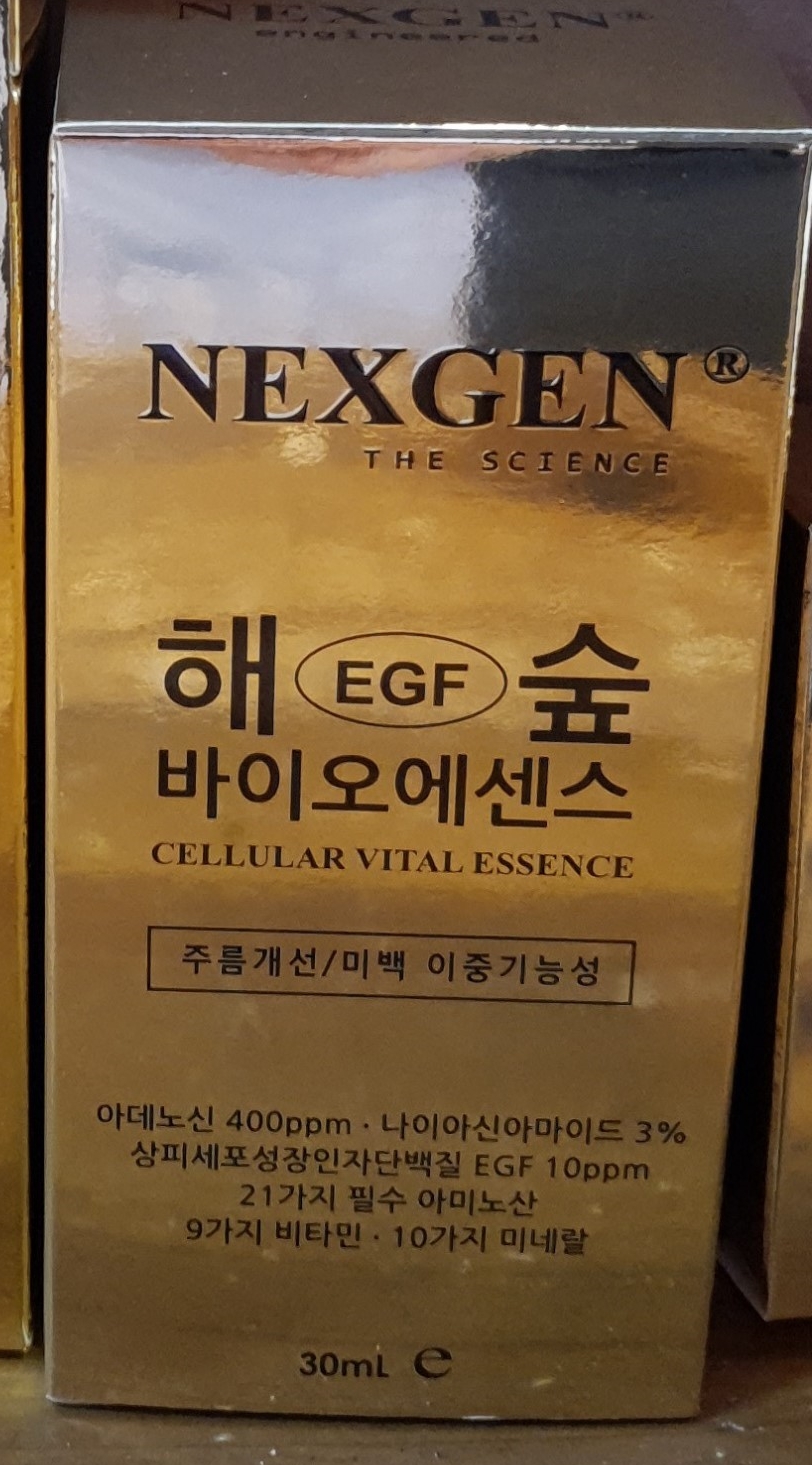 NEXGEN®
engineered
NEXGEN®
THE SCIENCE
해 EGF 숲
바이오에센스
CELLULAR VITAL ESSENCE
주름개선/미백 이중기능성
아데노신 400ppm · 나이아신아마이드 3%
상피세포성장인자단백질 EGF 10ppm
21가지 필수 아미노산
9가지 비타민 · 10가지 미네랄
30mL ℮